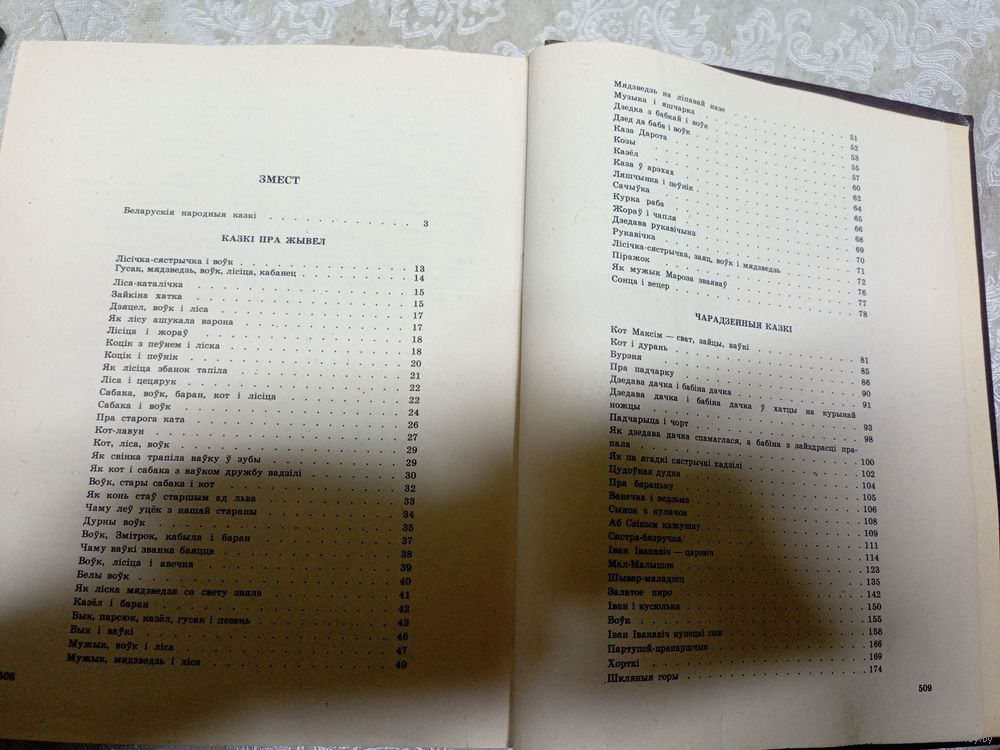 ЗМЕСТ
Беларускія народныя казкі 3
КАЗКІ ПРА ЖЫВЕЛ
Лісічка-сястрычка і воўк 13
Гусак, мядзведзь, воўк, лісіца, кабанец 14
Ліса-каталічка 15
Зайкіна хатка 15
Дзяцел, воўк і ліса 17
Як лісу ашукала варона 17
Лісіца і жораў 18
Коцік з пеўнем і ліска 18
Коцік і пеўнік 20
Як лісіца збанок тапіла 21
Ліса і цецярук 22
Сабака, воўк, баран, кот і лісіца 22
Сабака і воўк 24
Пра старога ката 26
Кот-лавун 27
Кот, ліса, воўк 29
Як свінка трапіла ваўку ў зубы 29
Як кот і сабака з ваўком дружбу вадзілі 30
Воўк, стары сабака і кот 32
Як конь стаў старшым ад льва 33
Чаму леў уцёк з нашай стараны 34
Дурны воўк 35
Воўк, Змітрок, кабыла і баран 37
Чаму ваўкі званка баяцца 38
Воўк, лісіца і авечка 39
Белы воўк 40
Як ліска мядзведзя са свету звяла 41
Казёл і баран 42
Бык, парсюк, казёл, гусак і певень 43
Бык і ваўкі 46
Мужык, воўк і ліса 47
Мужык, мядзведзь і ліса 49
508
Мядзведзь на ліпавай назе 51
Музыка і яшчарка 52
Дзедка з бабкай і воўк 53
Дзед да баба і воўк 55
Каза Дарота 57
Козы 60
Казёл 62
Каза ў арэхах 64
Ляшчынка і пеўнік 65
Сачыўка 66
Курка раба 68
Жораў і чапля 69
Дзедава рукавічына 70
Рукавічка 71
Лісічка-сястрычка, заяц, воўк і мядзведзь 72
Піражок 76
Як мужык Мароза зваяваў 77
Сонца і вецер 78
ЧАРАДЗЕЙНЫЯ КАЗКІ
Кот Максім — сват, зайцы, ваўкі 81
Кот і дурань 85
Бурэня 86
Пра падчарку 90
Дзедава дачка і бабіна дачка 91
Дзедава дачка і бабіна дачка ў хатцы на курынай
ножцы 93
Падчарыца і чорт 98
Як дзедава дачка спамаглася, а бабіна з зайздрасці пра-
пала 100
Як па ягадкі сястрычкі хадзілі 102
Цудоўная дудка 104
Пра бараньку 105
Ванечка і ведзьма 106
Сынок з кулачок 108
Аб Свіным кажушку 109
Сястра-бязручка 111
Іван Іванавіч — царэвіч 114
Мал-Малышок 123
Шывар-маладзец 135
Залатое пяро 142
Іван і кусюлька 150
Воўк 155
Іван Іванавіч купецкі сын 158
Партупей-прапаршчык 166
Хорткі 169
Шкляныя горы 174
509